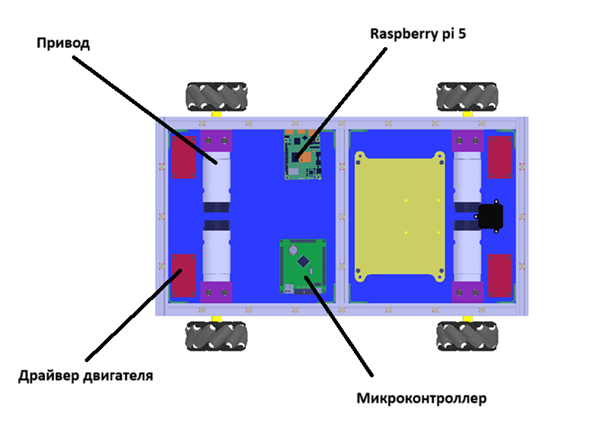 Raspberry pi 5
Привод
Драйвер двигателя
Микроконтроллер